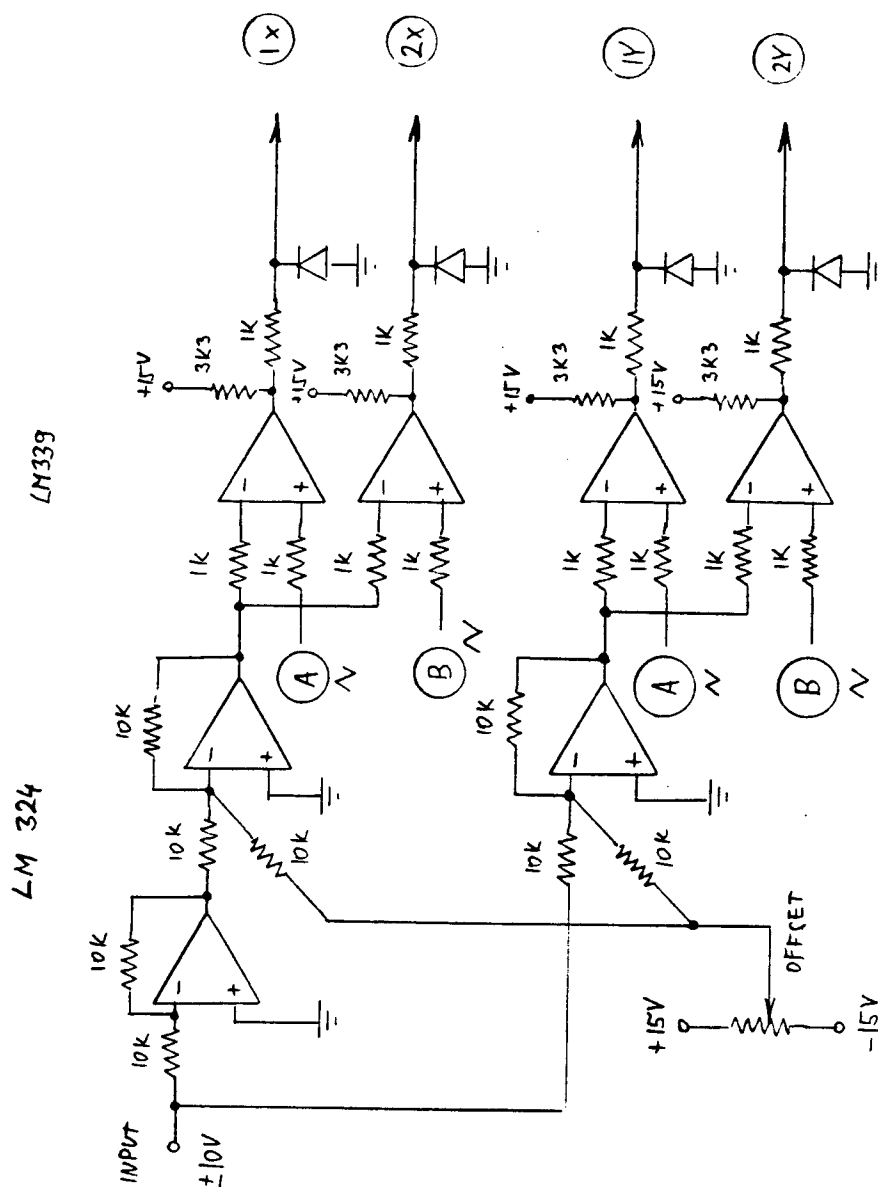 LM 324
LM339
INPUT
±10V
10K
10K
-
+
10K
10K
10K
-
+
1K
1K
A
~
-
+
+15V
3K3
1K
1X
1K
1K
B
~
-
+
+15V
3K3
1K
2X
10K
10K
10K
-
+
1K
1K
A
~
-
+
+15V
3K3
1K
1Y
1K
1K
B
~
-
+
+15V
3K3
1K
2Y
+15V
OFFSET
-15V